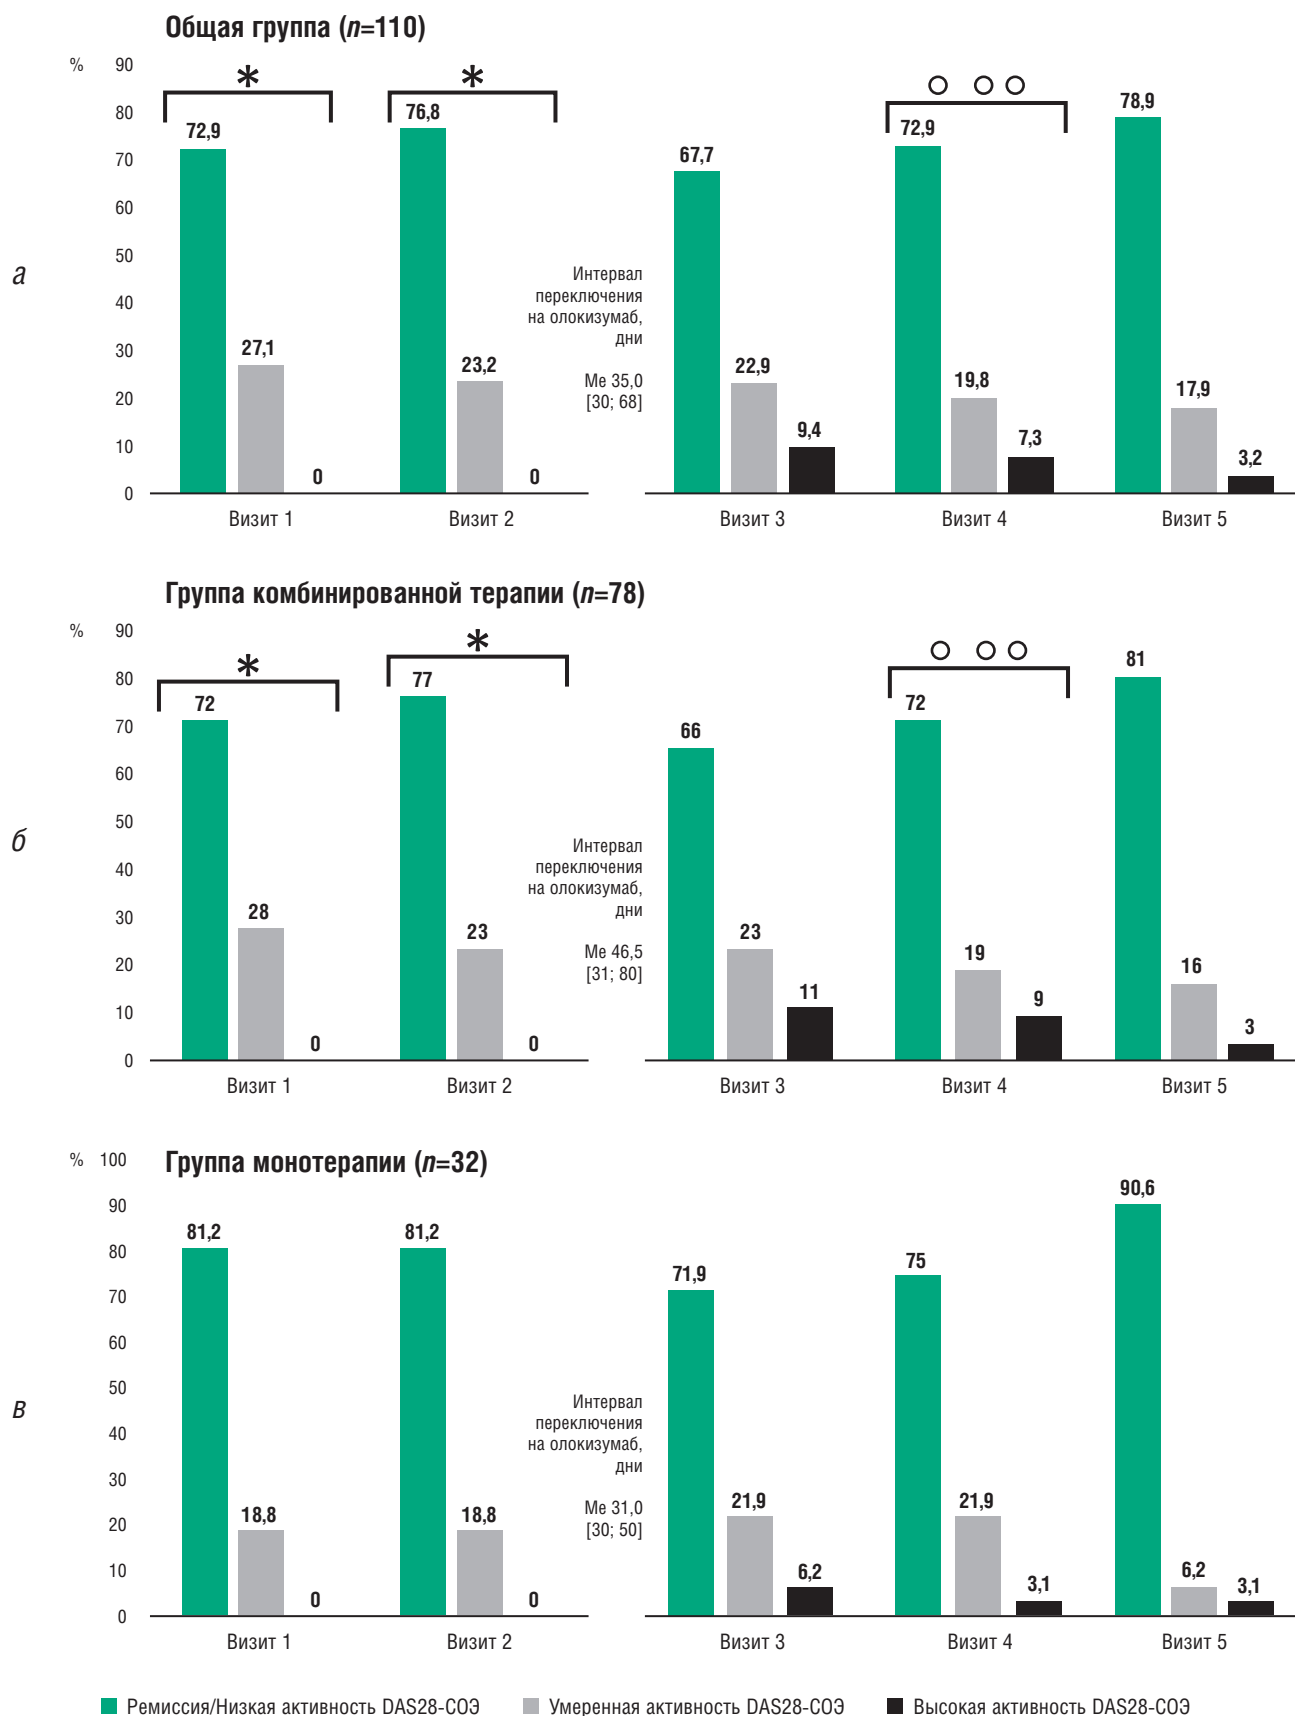 Общая группа (n=110)
%
90
80
70
60
50
40
30
20
10
0
*
*
72,9
27,1
0
76,8
23,2
0
Интервал
переключения
на олокизумаб,
дни
Me 35,0
[30; 68]
67,7
22,9
9,4
72,9
19,8
7,3
78,9
17,9
3,2
Визит 1
Визит 2
Визит 3
Визит 4
Визит 5
а
Группа комбинированной терапии (n=78)
%
90
80
70
60
50
40
30
20
10
0
*
*
72
28
0
77
23
0
Интервал
переключения
на олокизумаб,
дни
Me 46,5
[31; 80]
66
23
11
72
19
9
81
16
3
Визит 1
Визит 2
Визит 3
Визит 4
Визит 5
б
Группа монотерапии (n=32)
%
100
90
80
70
60
50
40
30
20
10
0
81,2
18,8
0
81,2
18,8
0
Интервал
переключения
на олокизумаб,
дни
Me 31,0
[30; 50]
71,9
21,9
6,2
75
21,9
3,1
90,6
6,2
3,1
Визит 1
Визит 2
Визит 3
Визит 4
Визит 5
в
Ремиссия/Низкая активность DAS28-СОЭ
Умеренная активность DAS28-СОЭ
Высокая активность DAS28-СОЭ